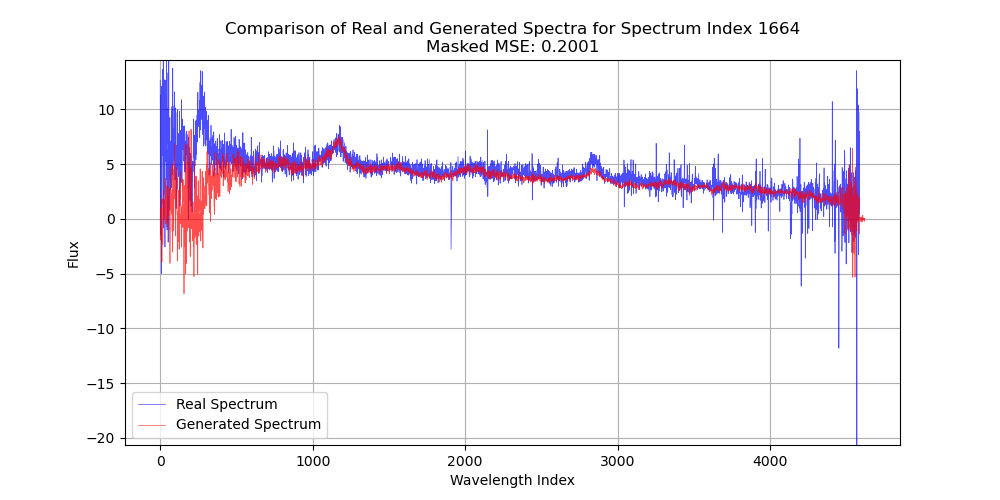 Comparison of Real and Generated Spectra for Spectrum Index 1664
Masked MSE: 0.2001
10
5
0
−5
−10
−15
−20
Flux
Real Spectrum
Generated Spectrum
0 1000 2000 3000 4000
Wavelength Index